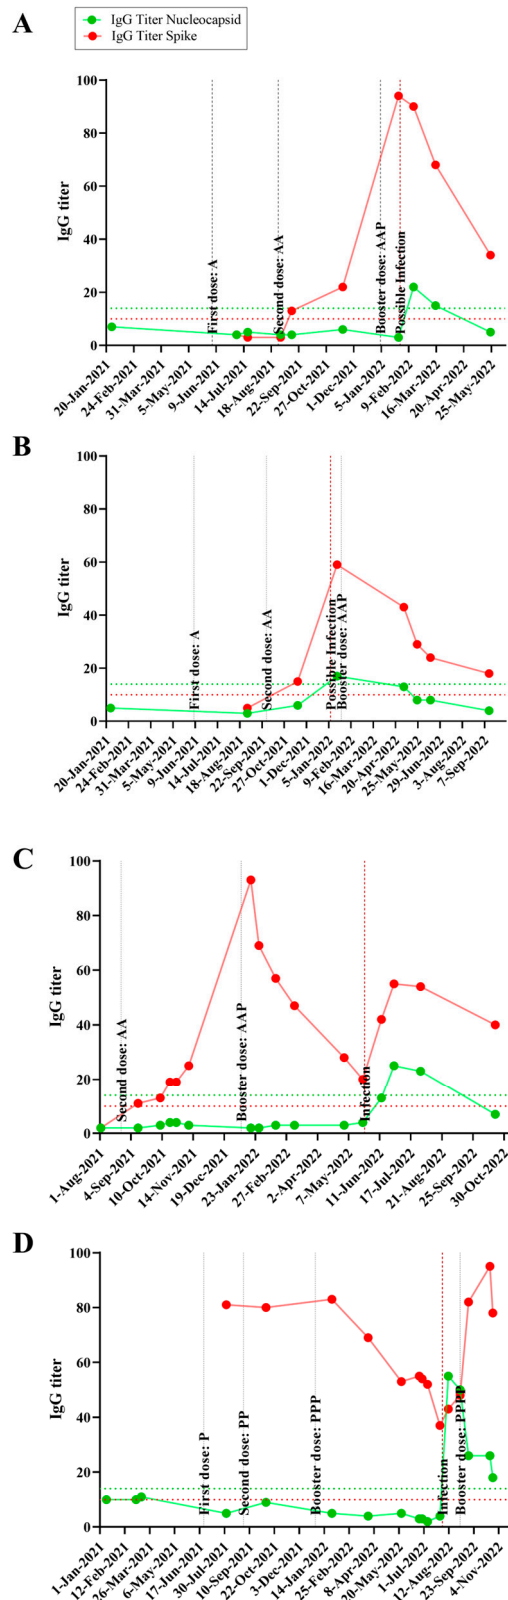 A
IgG Titer Nucleocapsid
IgG Titer Spike
IgG titer
100
80
60
40
20
0
First dose: A
Second dose: AA
Booster dose: AAP
Possible Infection
20-Jan-2021
24-Feb-2021
31-Mar-2021
5-May-2021
9-Jun-2021
14-Jul-2021
18-Aug-2021
22-Sep-2021
27-Oct-2021
1-Dec-2021
5-Jan-2022
9-Feb-2022
16-Mar-2022
20-Apr-2022
25-May-2022
B
IgG titer
100
80
60
40
20
0
First dose: A
Second dose: AA
Possible Infection
Booster dose: AAP
20-Jan-2021
24-Feb-2021
31-Mar-2021
5-May-2021
9-Jun-2021
14-Jul-2021
18-Aug-2021
22-Sep-2021
27-Oct-2021
1-Dec-2021
5-Jan-2022
9-Feb-2022
16-Mar-2022
20-Apr-2022
25-May-2022
29-Jun-2022
3-Aug-2022
7-Sep-2022
C
IgG titer
100
80
60
40
20
0
Second dose: AA
Booster dose: AAP
Infection
1-Aug-2021
4-Sep-2021
10-Oct-2021
14-Nov-2021
19-Dec-2021
23-Jan-2022
27-Feb-2022
2-Apr-2022
7-May-2022
11-Jun-2022
17-Jul-2022
21-Aug-2022
25-Sep-2022
30-Oct-2022
D
IgG titer
100
80
60
40
20
0
First dose: P
Second dose: PP
Booster dose: PPP
Infection
Booster dose: PPPP
1-Jan-2021
12-Feb-2021
26-Mar-2021
6-May-2021
17-Jun-2021
30-Jul-2021
10-Sep-2021
22-Oct-2021
3-Dec-2021
14-Jan-2022
25-Feb-2022
8-Apr-2022
20-May-2022
1-Jul-2022
12-Aug-2022
23-Sep-2022
4-Nov-2022